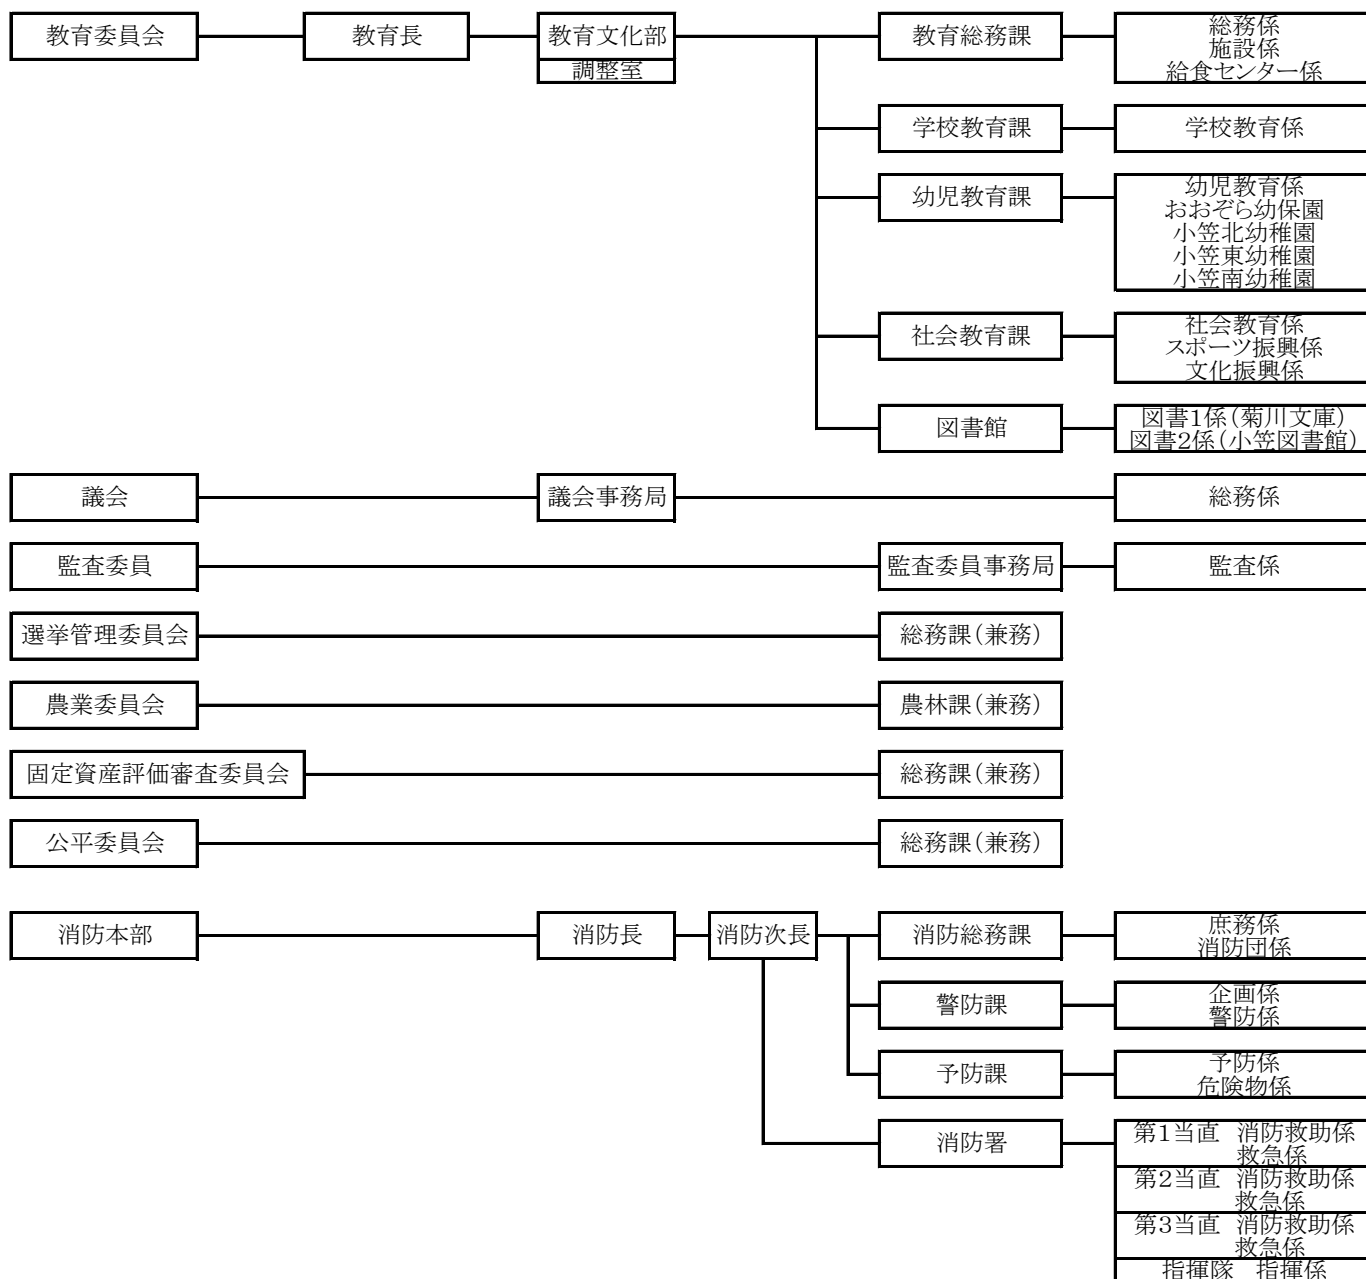 教育委員会
教育長
教育文化部
調整室
教育総務課
総務係
施設係
給食センター係
学校教育課
学校教育係
幼児教育課
幼児教育係
おおぞら幼保園
小笠北幼稚園
小笠東幼稚園
小笠南幼稚園
社会教育課
社会教育係
スポーツ振興係
文化振興係
図書館
図書1係(菊川文庫)
図書2係(小笠図書館)
議会
議会事務局
総務係
監査委員
監査委員事務局
監査係
選挙管理委員会
総務課(兼務)
農業委員会
農林課(兼務)
固定資産評価審査委員会
総務課(兼務)
公平委員会
総務課(兼務)
消防本部
消防長
消防次長
消防総務課
庶務係
消防団係
警防課
企画係
警防係
予防課
予防係
危険物係
消防署
第1当直 消防救助係
救急係
第2当直 消防救助係
救急係
第3当直 消防救助係
救急係
指揮隊 指揮係